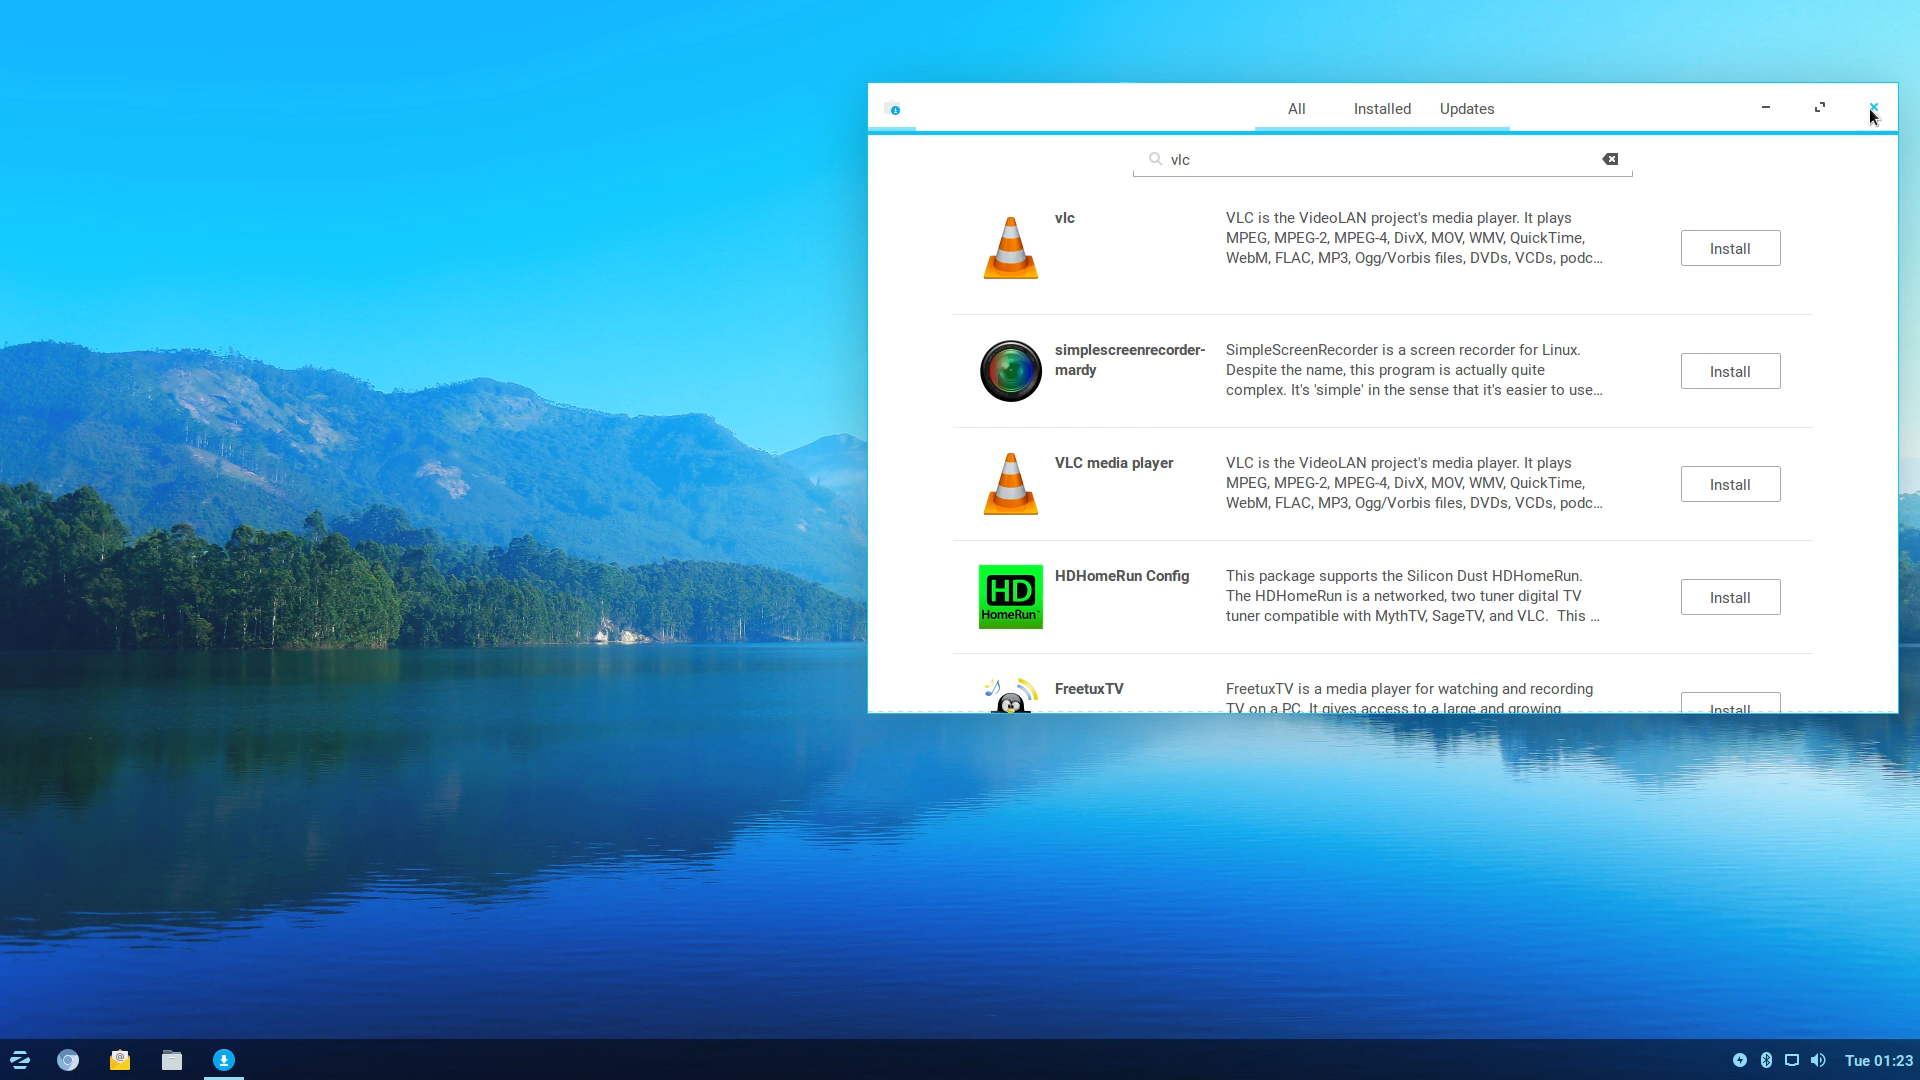 All Installed Updates
vlc
vlc
VLC is the VideoLAN project's media player. It plays
MPEG, MPEG-2, MPEG-4, DivX, MOV, WMV, QuickTime,
WebM, FLAC, MP3, Ogg/Vorbis files, DVDs, VCDs, podc...
Install
simplescreenrecorder-
mardy
SimpleScreenRecorder is a screen recorder for Linux.
Despite the name, this program is actually quite
complex. It's 'simple' in the sense that it's easier to use...
Install
VLC media player
VLC is the VideoLAN project's media player. It plays
MPEG, MPEG-2, MPEG-4, DivX, MOV, WMV, QuickTime,
WebM, FLAC, MP3, Ogg/Vorbis files, DVDs, VCDs, podc...
Install
HD
HomeRun
HDHomeRun Config
This package supports the Silicon Dust HDHomeRun.
The HDHomeRun is a networked, two tuner digital TV
tuner compatible with MythTV, SageTV, and VLC. This ...
Install
FreetuxTV
FreetuxTV is a media player for watching and recording
TV on a PC. It gives access to a large and growing
Install
Tue 01:23